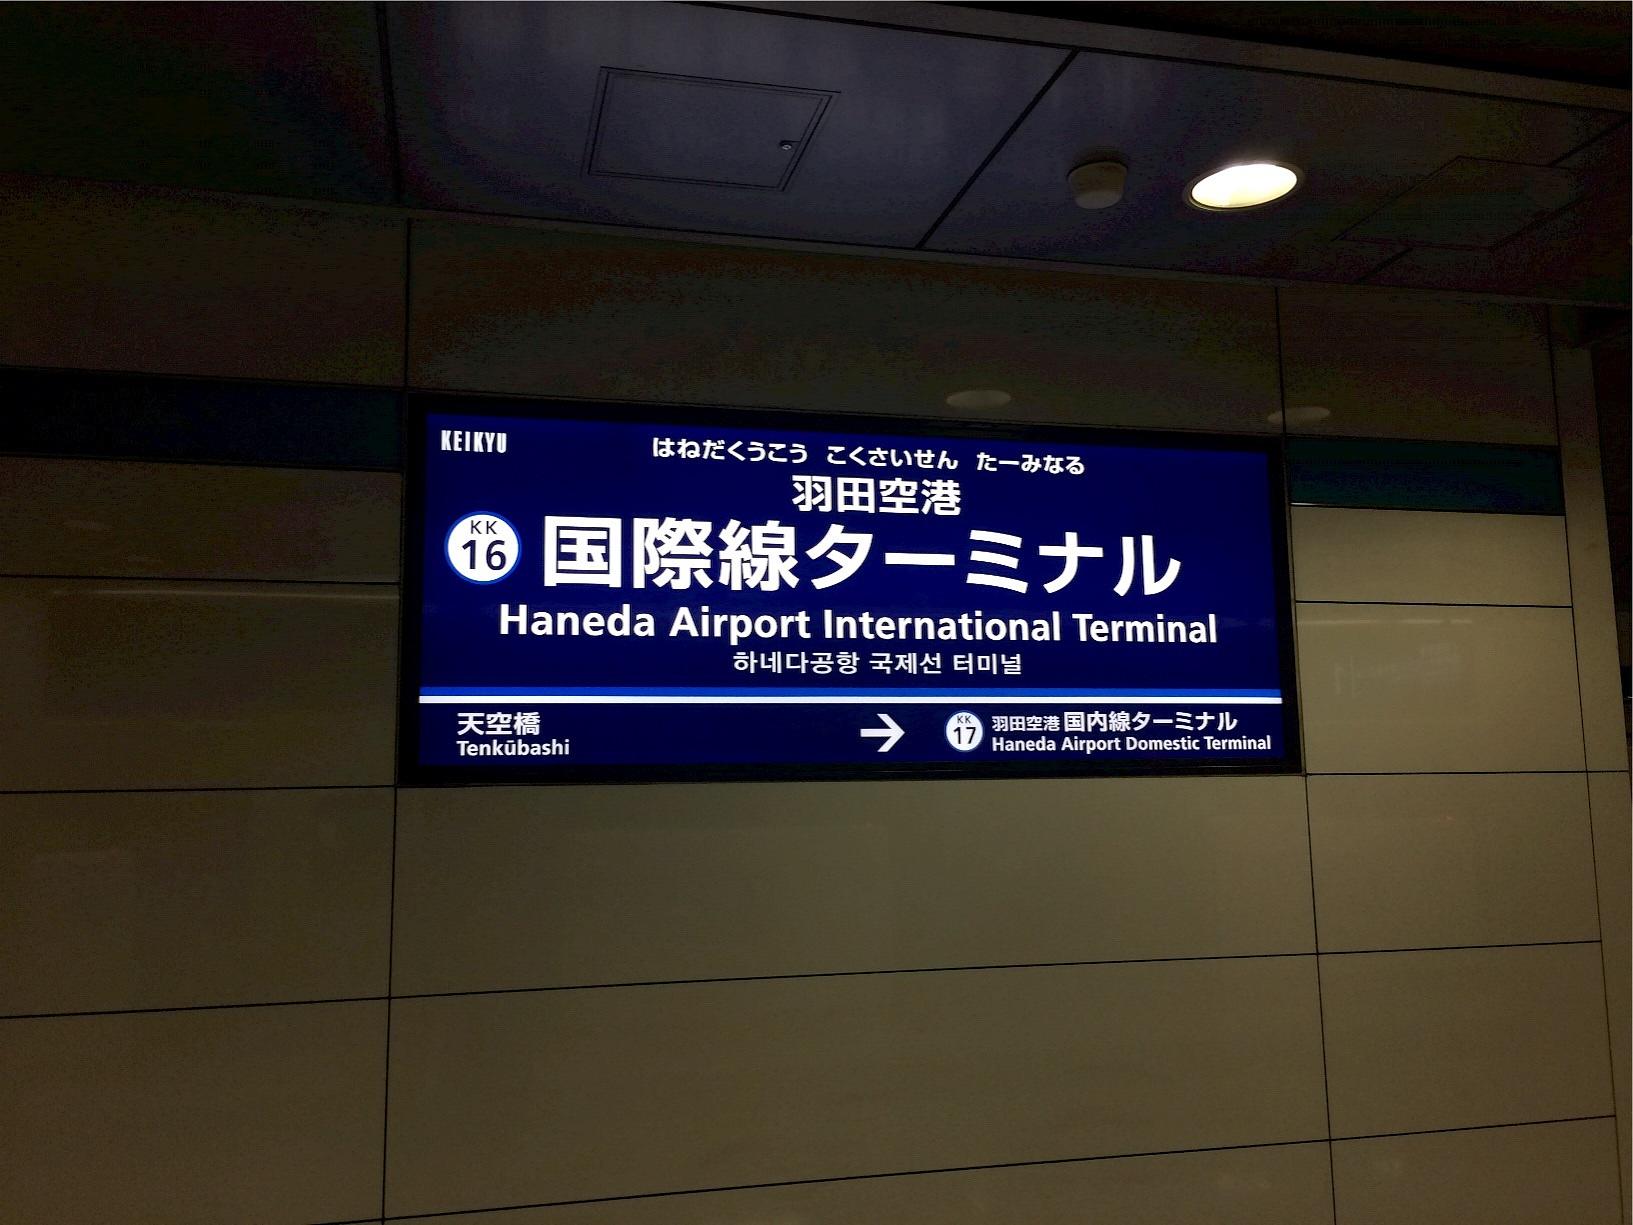 KEIKYU
はねだくうこう こくさいせん たーみなる
羽田空港
KK
16
国際線ターミナル
Haneda Airport International Terminal
하네다공항 국제선 터미널
天空橋
Tenkūbashi
→
KK
17
羽田空港 国内線ターミナル
Haneda Airport Domestic Terminal